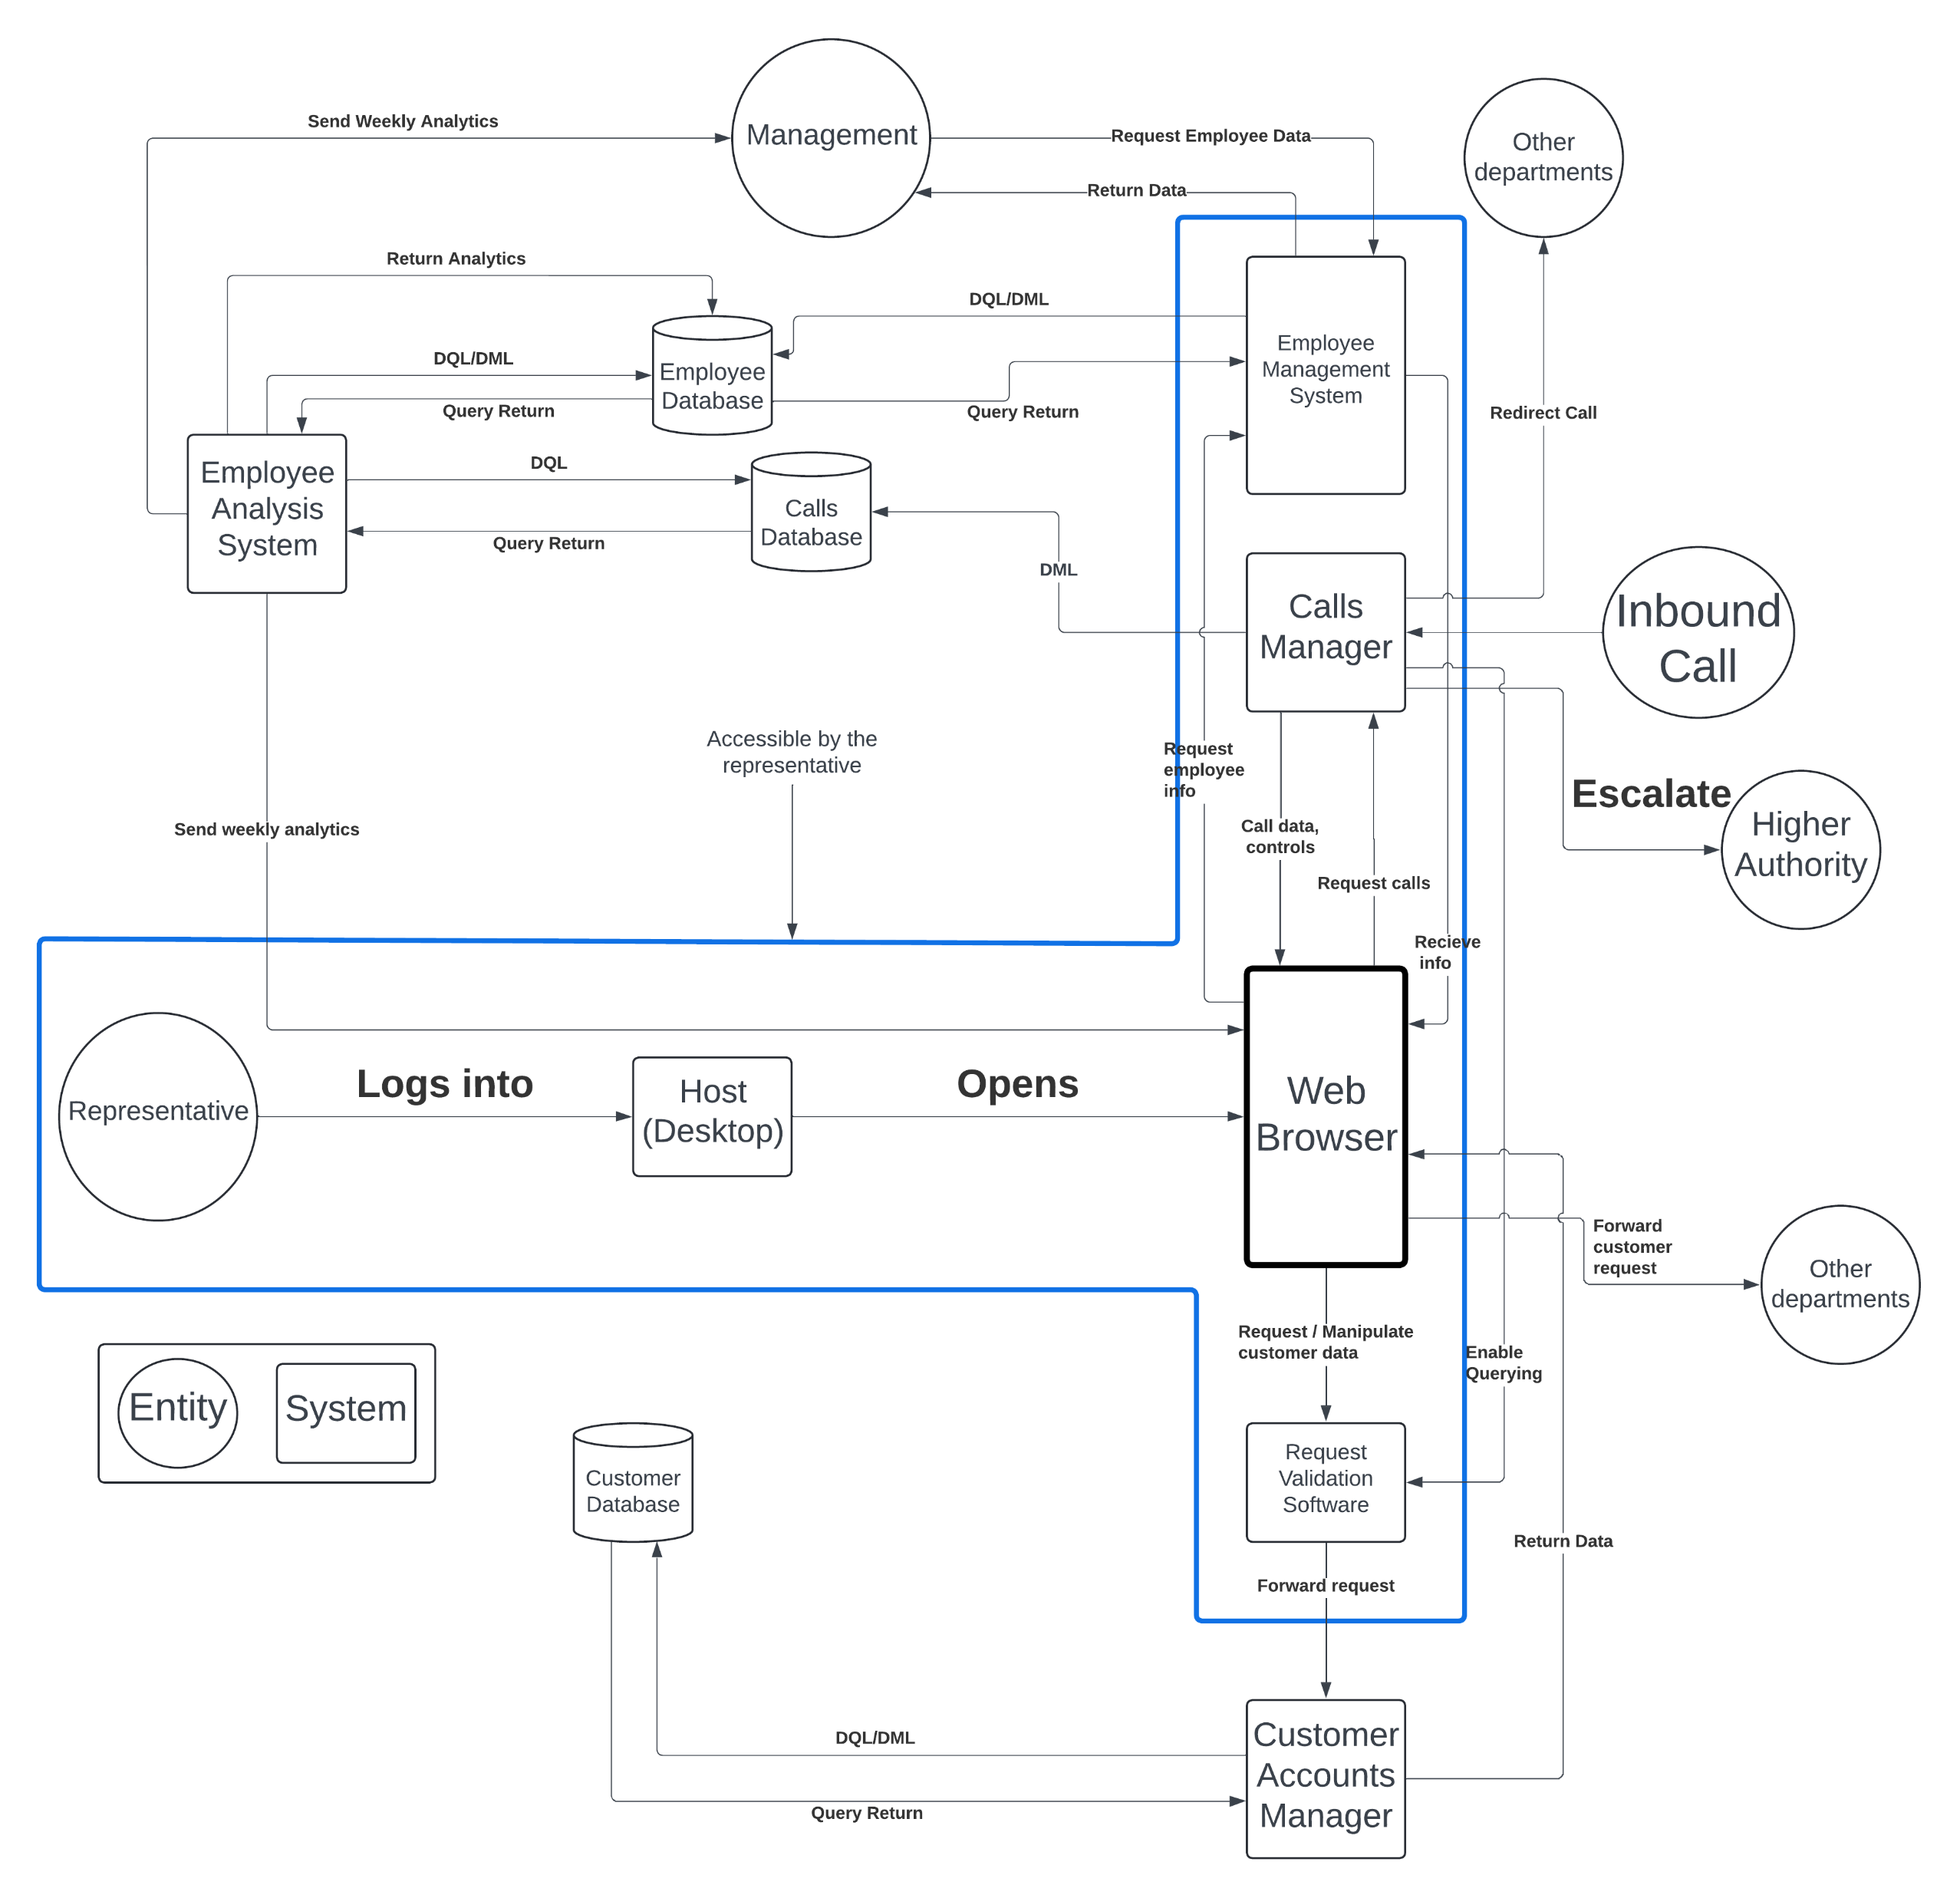 Send Weekly Analytics
Management
Request Employee Data
Other
departments
Return Data
Return Analytics
DQL/DML
Employee
Management
System
DQL/DML
Employee
Database
Query Return
Query Return
Redirect Call
Employee
Analysis
System
DQL
Calls
Database
Query Return
DML
Calls
Manager
Inbound
Call
Accessible by the
representative
Request
employee
info
Call data,
controls
Request calls
Escalate
Higher
Authority
Send weekly analytics
Recieve
info
Representative
Logs into
Host
(Desktop)
Opens
Web
Browser
Forward
customer
request
Other
departments
Request / Manipulate
customer data
Enable
Querying
Entity
System
Customer
Database
Request
Validation
Software
Return Data
Forward request
DQL/DML
Query Return
Customer
Accounts
Manager